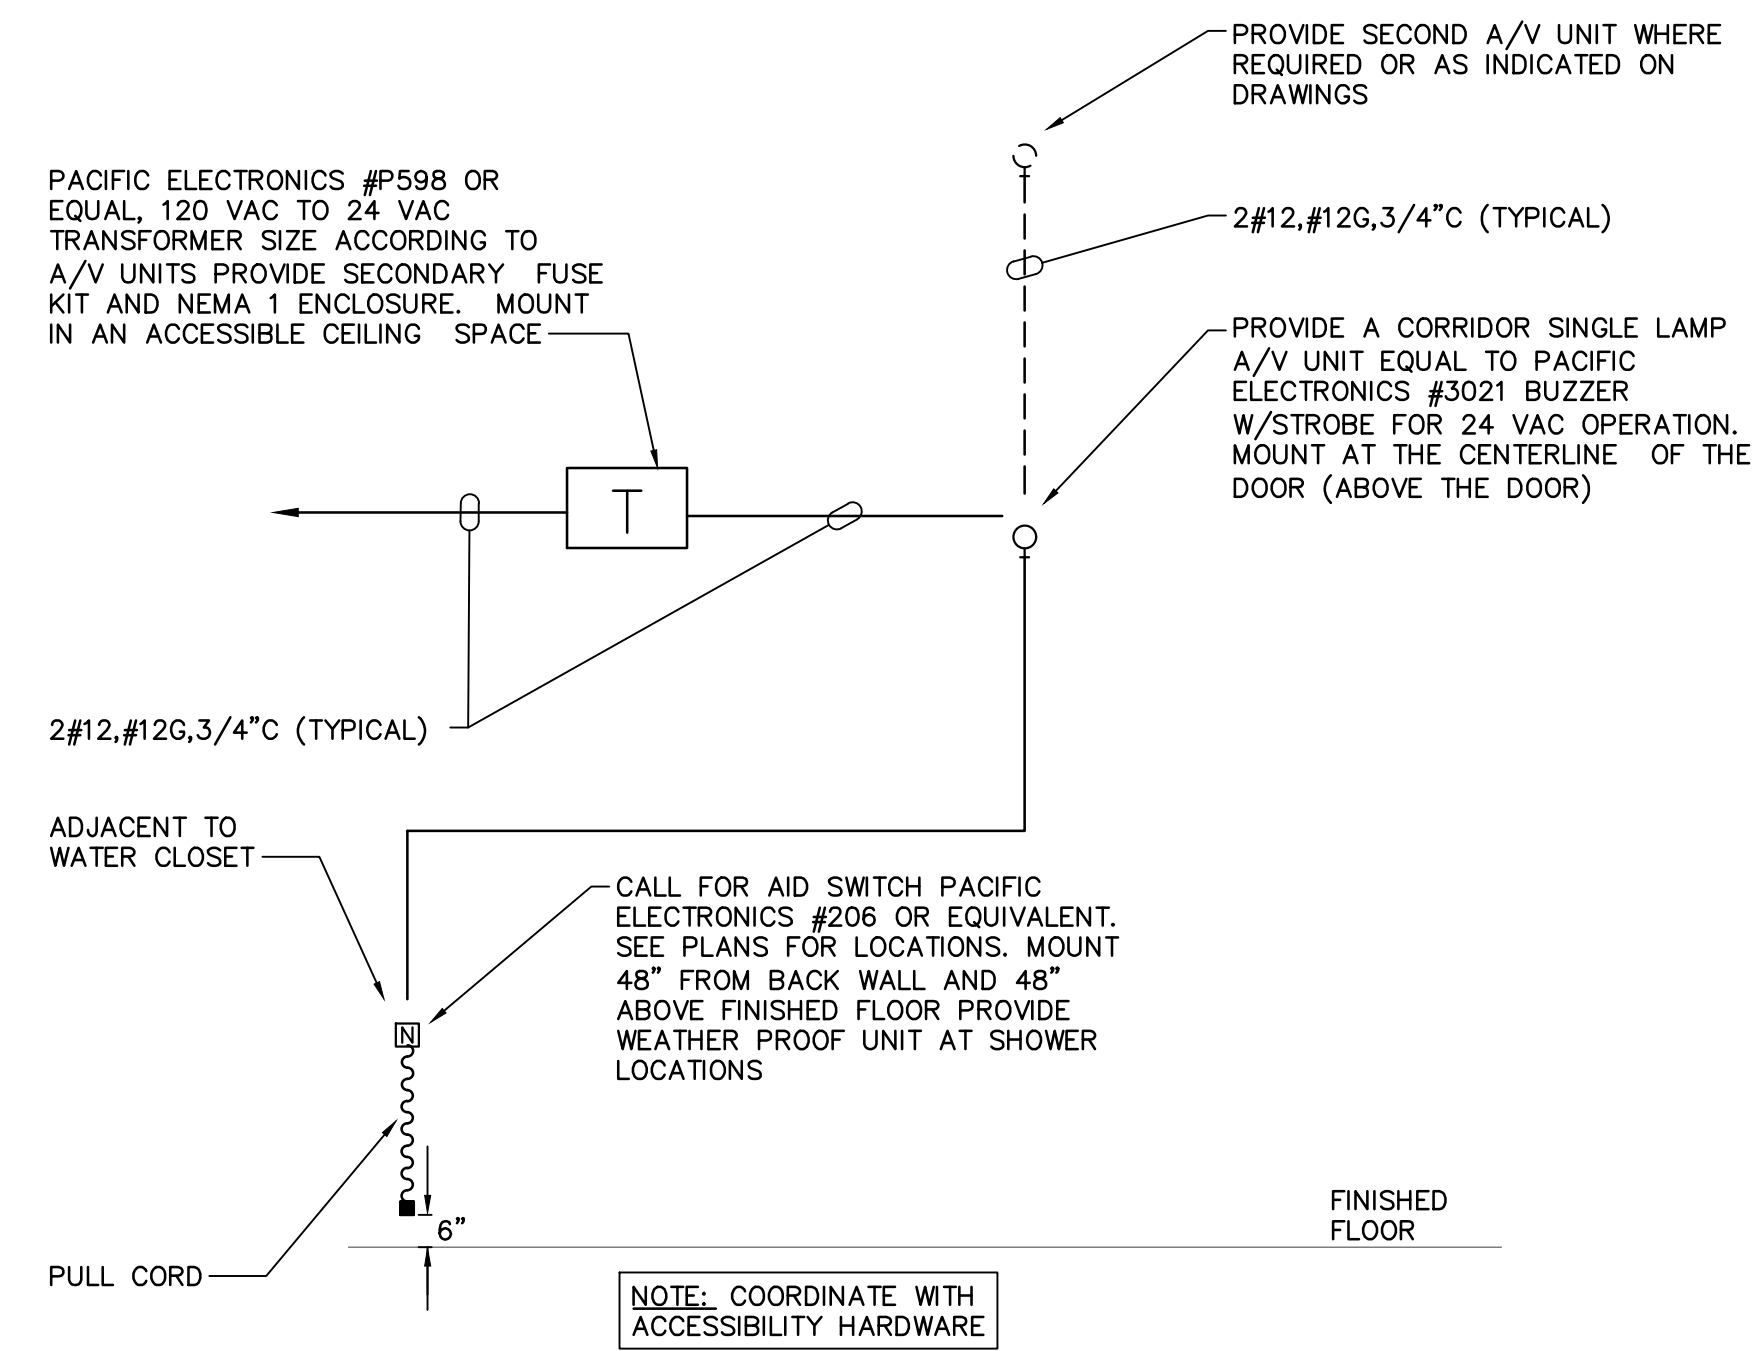 PROVIDE SECOND A/V UNIT WHERE
REQUIRED OR AS INDICATED ON
DRAWINGS
PACIFIC ELECTRONICS #P598 OR
EQUAL, 120 VAC TO 24 VAC
TRANSFORMER SIZE ACCORDING TO
A/V UNITS PROVIDE SECONDARY FUSE
KIT AND NEMA 1 ENCLOSURE. MOUNT
IN AN ACCESSIBLE CEILING SPACE
2#12,#12G,3/4”C (TYPICAL)
PROVIDE A CORRIDOR SINGLE LAMP
A/V UNIT EQUAL TO PACIFIC
ELECTRONICS #3021 BUZZER
W/STROBE FOR 24 VAC OPERATION.
MOUNT AT THE CENTERLINE OF THE
DOOR (ABOVE THE DOOR)
T
2#12,#12G,3/4”C (TYPICAL)
ADJACENT TO
WATER CLOSET
CALL FOR AID SWITCH PACIFIC
ELECTRONICS #206 OR EQUIVALENT.
SEE PLANS FOR LOCATIONS. MOUNT
48” FROM BACK WALL AND 48”
ABOVE FINISHED FLOOR PROVIDE
WEATHER PROOF UNIT AT SHOWER
LOCATIONS
N
6”
FINISHED
FLOOR
PULL CORD
NOTE: COORDINATE WITH
ACCESSIBILITY HARDWARE